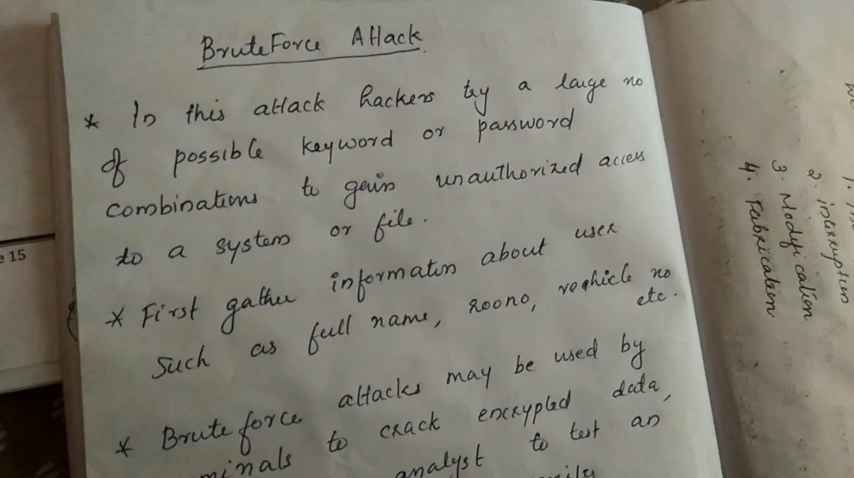 BruteForce Attack
* In this attack hackers try a large no
of possible keyword or password
combinations to gain unauthorized access
to a system or file.
* First gather information about user
Such as full name, roono, vechicle no
etc.
* Brute force attacks may be used by
minals to crack encrypted data,
analyst to test an
e 15
2. interruption
3. Modification
4. Fabrication